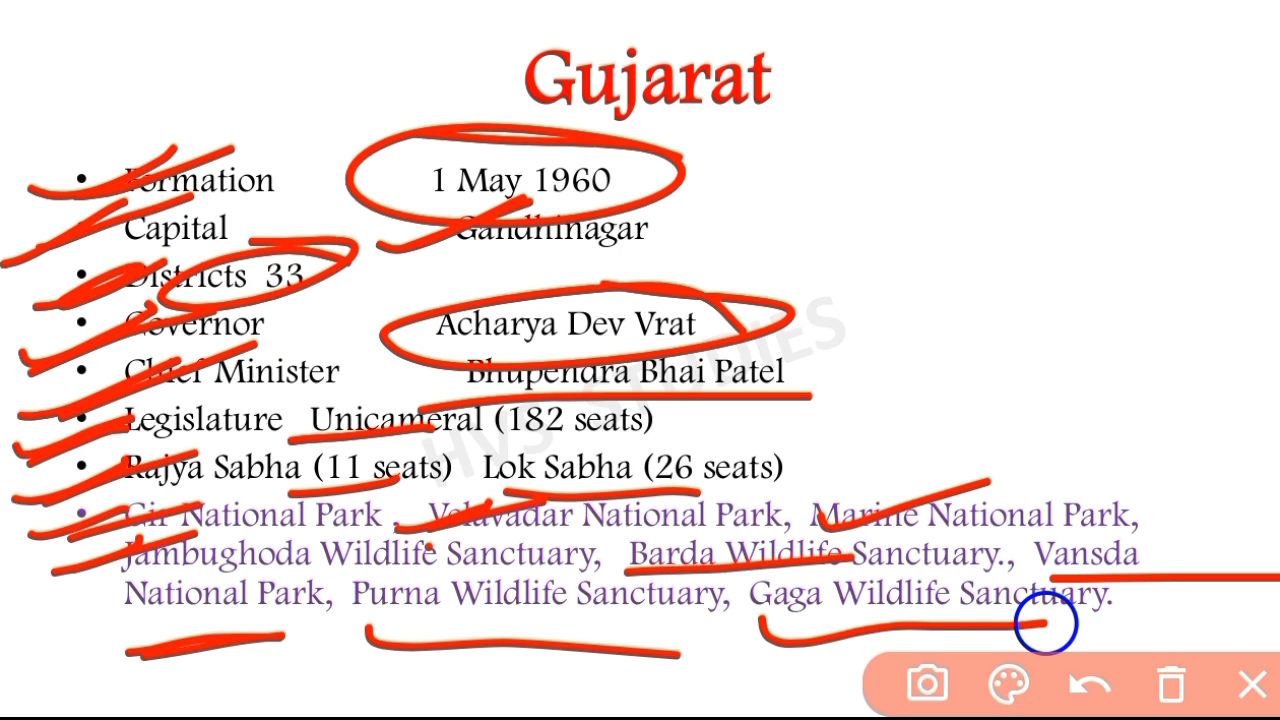 Gujarat
• Formation 1 May 1960
• Capital Gandhinagar
• Districts 33
• Governor Acharya Dev Vrat
• Chief Minister Bhupendra Bhai Patel
• Legislature Unicameral (182 seats)
• Rajya Sabha (11 seats) Lok Sabha (26 seats)
• Gir National Park , Velavadar National Park, Marine National Park,
Jambughoda Wildlife Sanctuary, Barda Wildlife Sanctuary., Vansda
National Park, Purna Wildlife Sanctuary, Gaga Wildlife Sanctuary.
HVS STUDIES